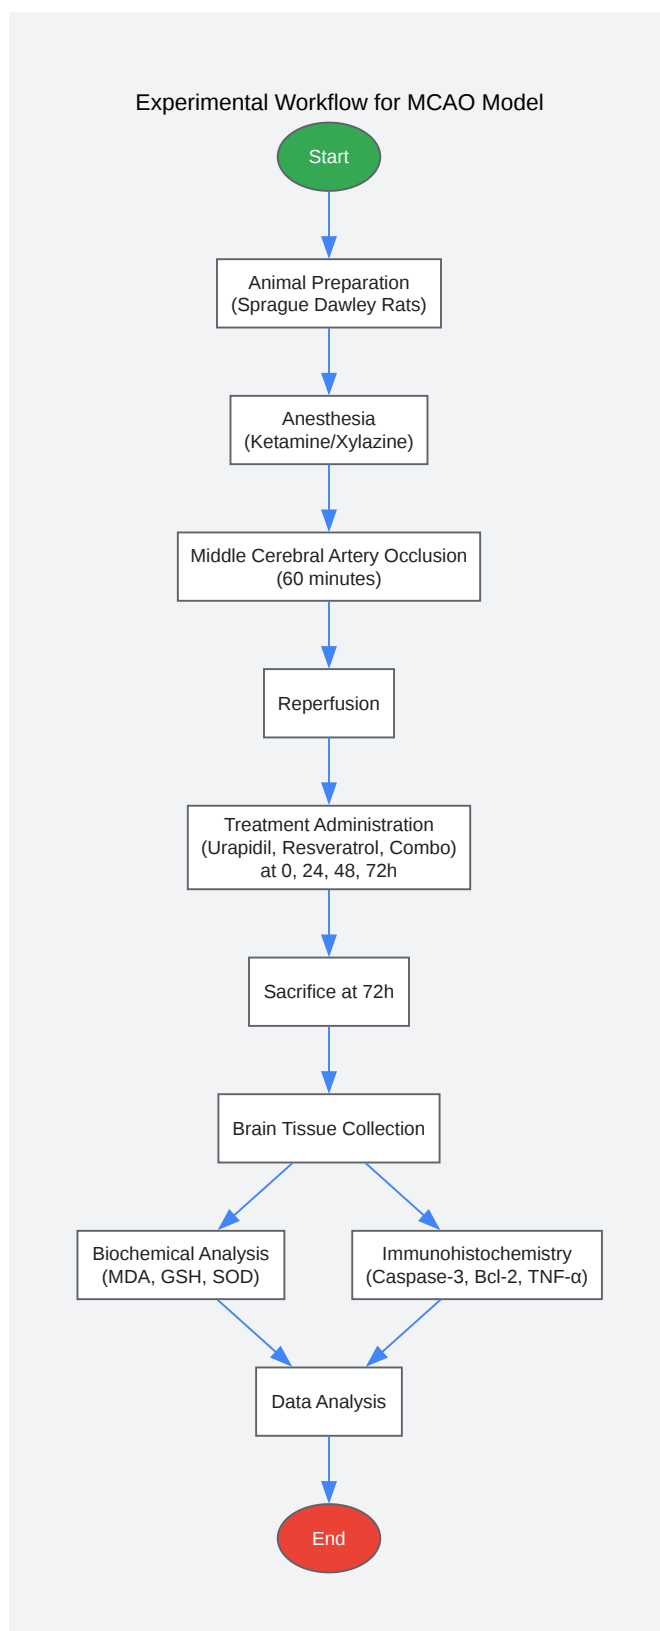 Experimental Workflow for MCAO Model
Start
Animal Preparation
(Sprague Dawley Rats)
Anesthesia
(Ketamine/Xylazine)
Middle Cerebral Artery Occlusion
(60 minutes)
Reperfusion
Treatment Administration
(Urapidil, Resveratrol, Combo)
at 0, 24, 48, 72h
Sacrifice at 72h
Brain Tissue Collection
Biochemical Analysis
(MDA, GSH, SOD)
Immunohistochemistry
(Caspase-3, Bcl-2, TNF-α)
Data Analysis
End